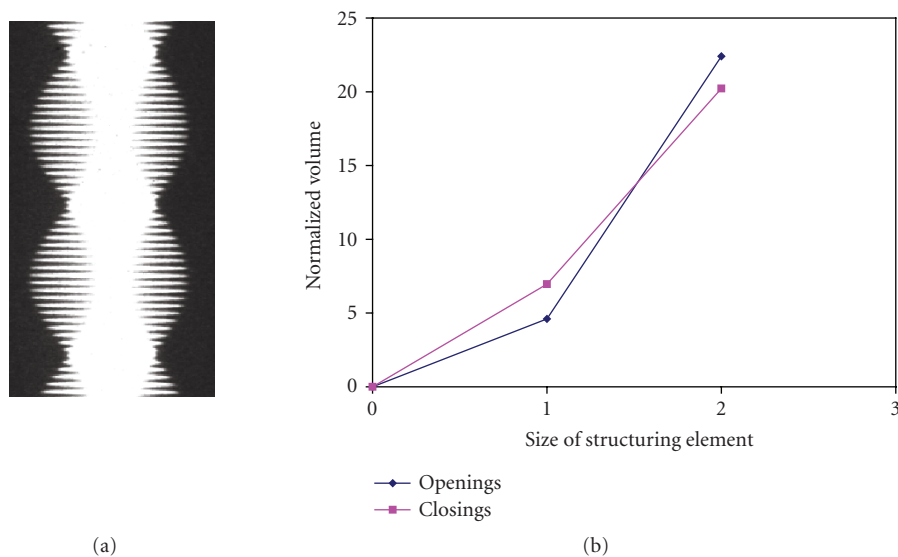 25
20
15
10
5
0
Normalized volume
0 1 2 3
Size of structuring element
Openings
Closings
(a) (b)